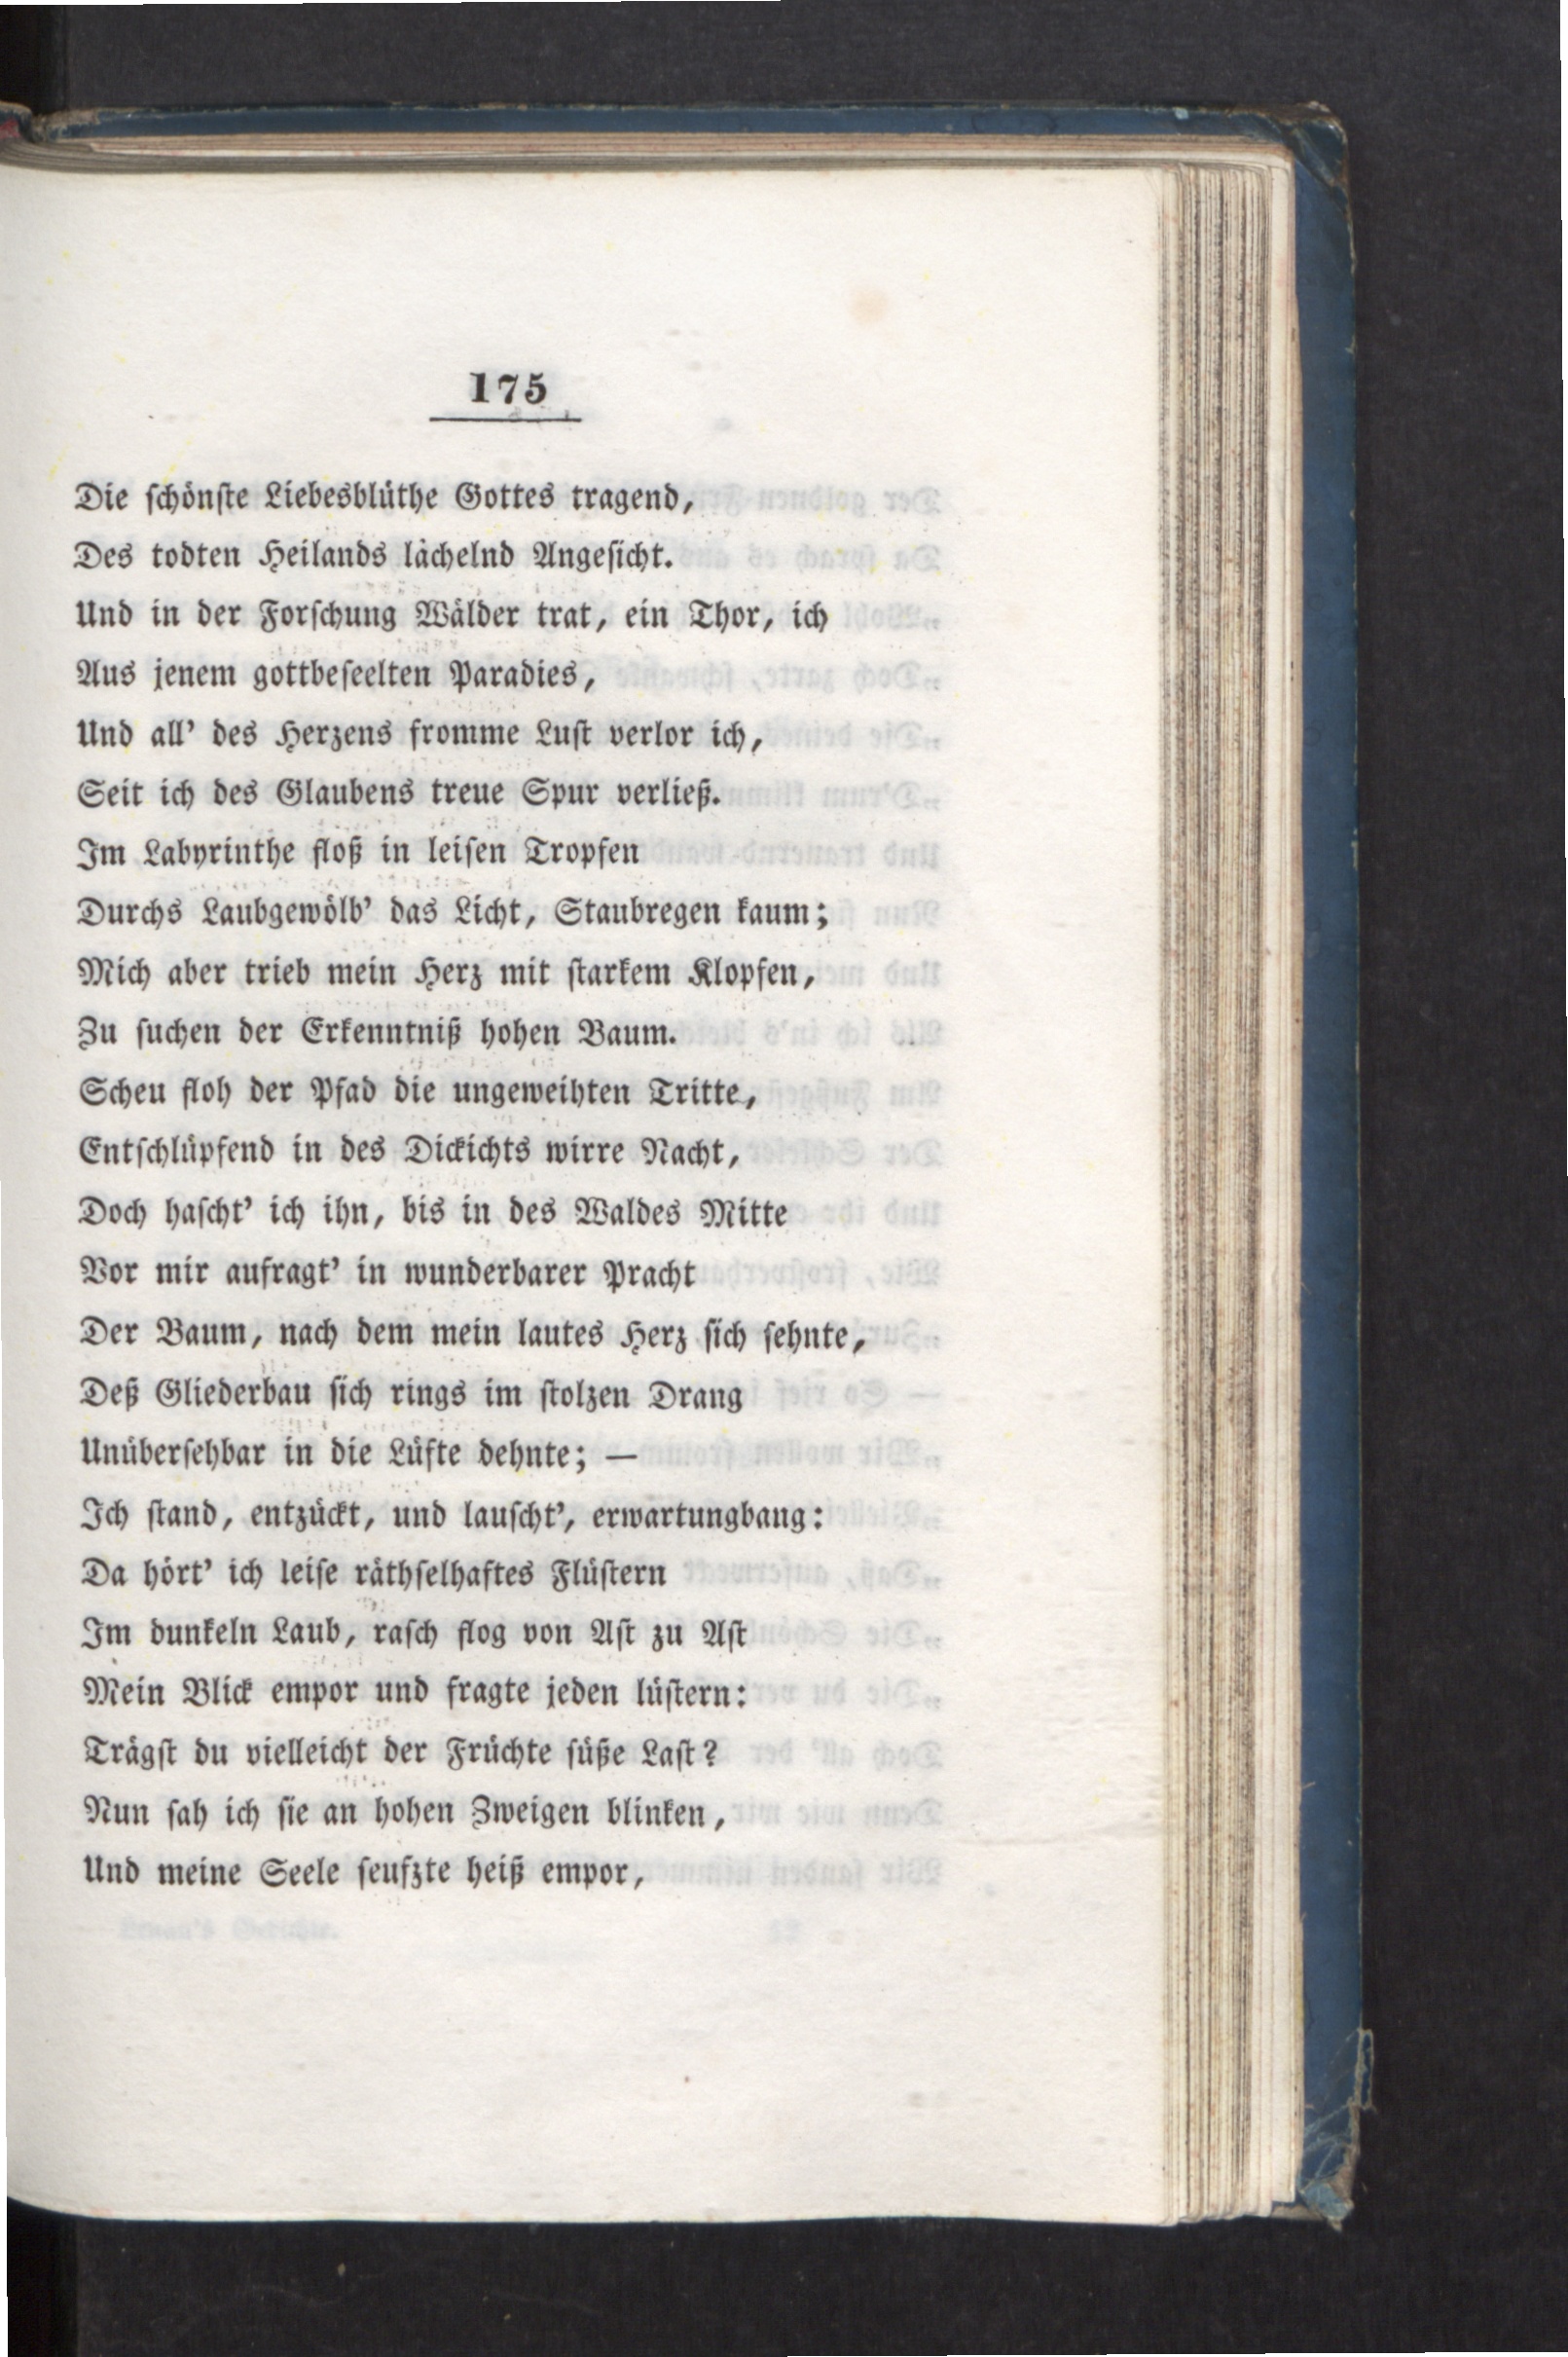 175
Die ſchönſte Liebesblüthe Gottes tragend,
Des todten Heilands lächelnd Angeſicht.
Und in der Forſchung Wälder trat, ein Thor, ich
Aus jenem gottbeſeelten Paradies,
Und all' des Herzens fromme Luſt verlor ich,
Seit ich des Glaubens treue Spur verließ.
Im Labyrinthe floß in leiſen Tropfen
Durchs Laubgewölb' das Licht, Staubregen kaum;
Mich aber trieb mein Herz mit ſtarkem Klopfen,
Zu ſuchen der Erkenntniß hohen Baum.
Scheu floh der Pfad die ungeweihten Tritte,
Entſchlüpfend in des Dickichts wirre Nacht,
Doch haſcht' ich ihn, bis in des Waldes Mitte
Vor mir aufragt' in wunderbarer Pracht
Der Baum, nach dem mein lautes Herz ſich ſehnte,
Deß Gliederbau ſich rings im ſtolzen Drang
Unüberſehbar in die Lüfte dehnte; —
Ich ſtand, entzückt, und lauſcht', erwartungbang:
Da hört' ich leiſe räthſelhaftes Flüſtern
Im dunkeln Laub, raſch flog von Aſt zu Aſt
Mein Blick empor und fragte jeden lüſtern:
Trägſt du vielleicht der Früchte ſüße Laſt?
Nun ſah ich ſie an hohen Zweigen blinken,
Und meine Seele ſeufzte heiß empor,